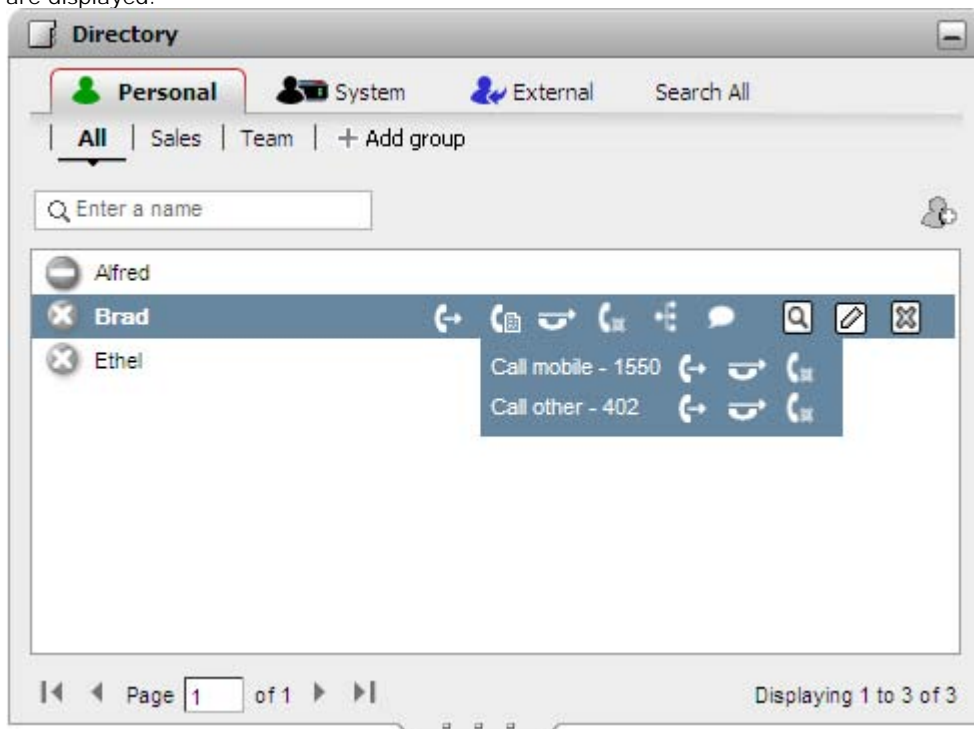 are displayed:
Directory
Personal System External Search All
All | Sales | Team | + Add group
Enter a name
Alfred
Brad
Ethel
Call mobile - 1550
Call other - 402
Page 1 of 1
Displaying 1 to 3 of 3